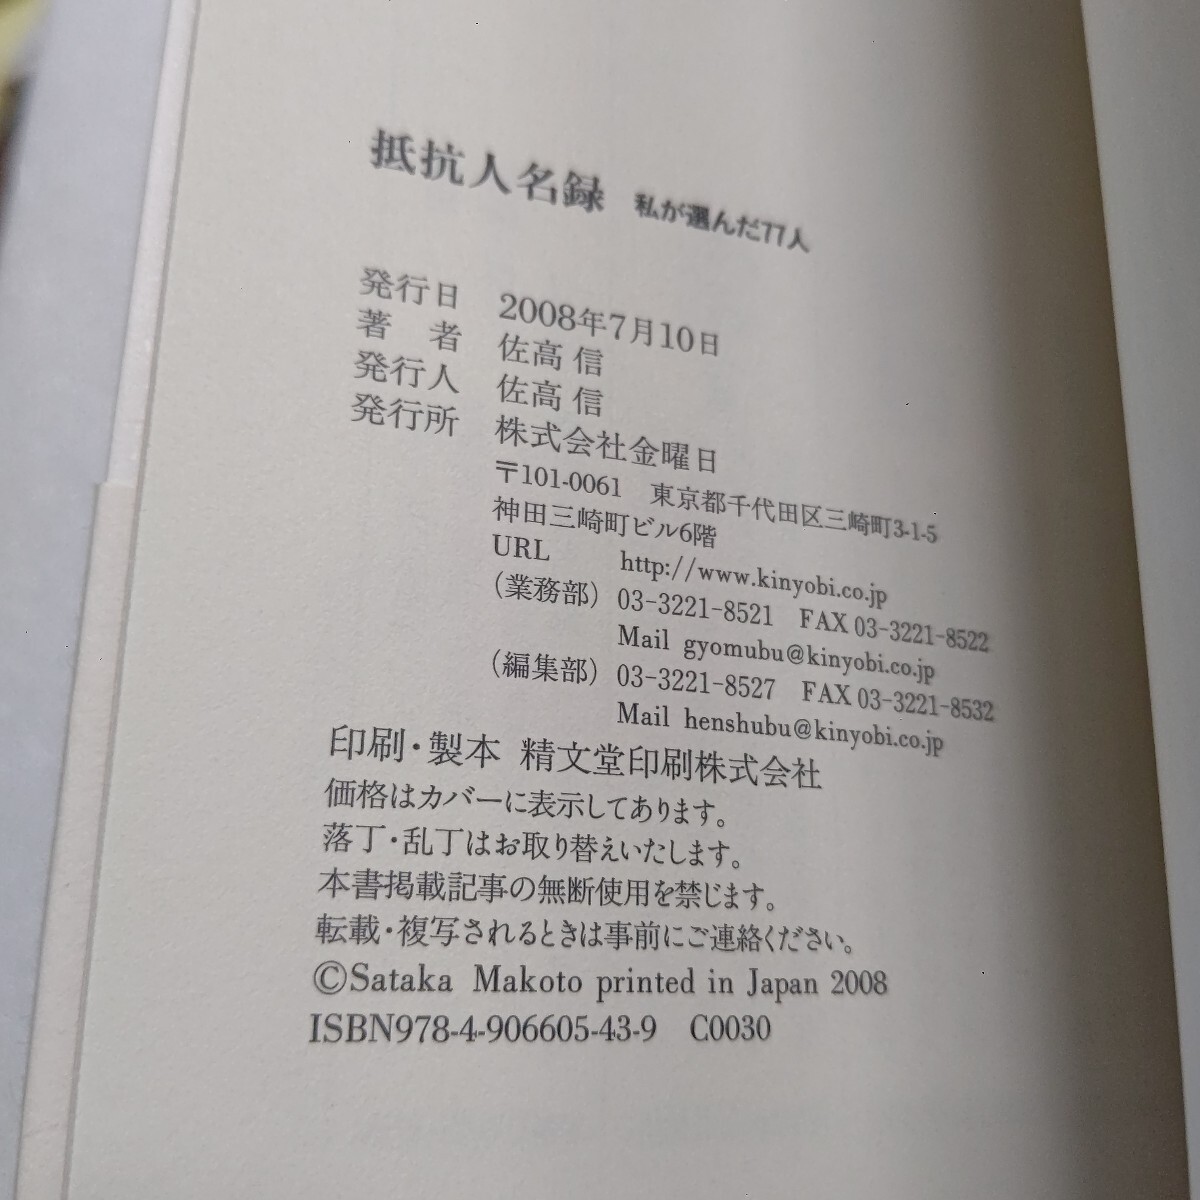 抵抗人名録 私が選んだ77人
発行日 2008年7月10日
著者 佐高 信
発行人 佐高 信
発行所 株式会社金曜日
〒101-0061 東京都千代田区三崎町3-1-5
神田三崎町ビル6階
URL http://www.kinyobi.co.jp
(業務部) 03-3221-8521 FAX 03-3221-8522
Mail gyomubu@kinyobi.co.jp
(編集部) 03-3221-8527 FAX 03-3221-8532
Mail henshubu@kinyobi.co.jp
印刷・製本 精文堂印刷株式会社
価格はカバーに表示してあります。
落丁・乱丁はお取り替えいたします。
本書掲載記事の無断使用を禁じます。
転載・複写されるときは事前にご連絡ください。
©Sataka Makoto printed in Japan 2008
ISBN978-4-906605-43-9 C0030